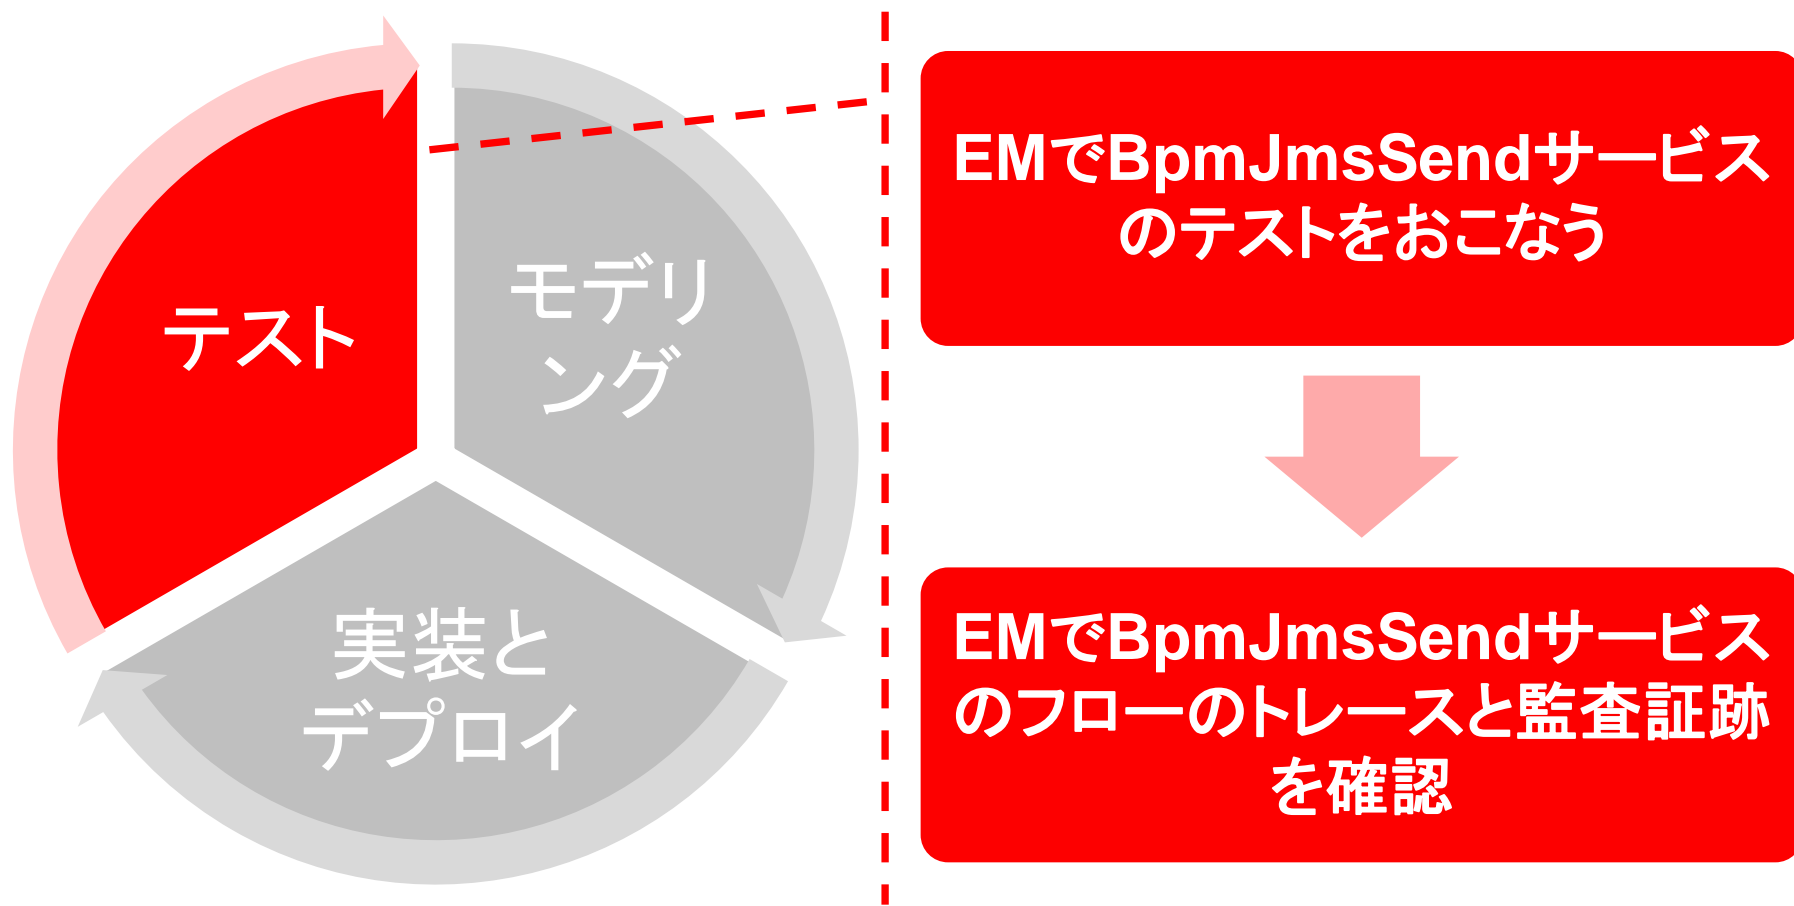 テスト
モデリ
ング
実装と
デプロイ
EMでBpmJmsSendサービス
のテストをおこなう
EMでBpmJmsSendサービス
のフローのトレースと監査証跡
を確認